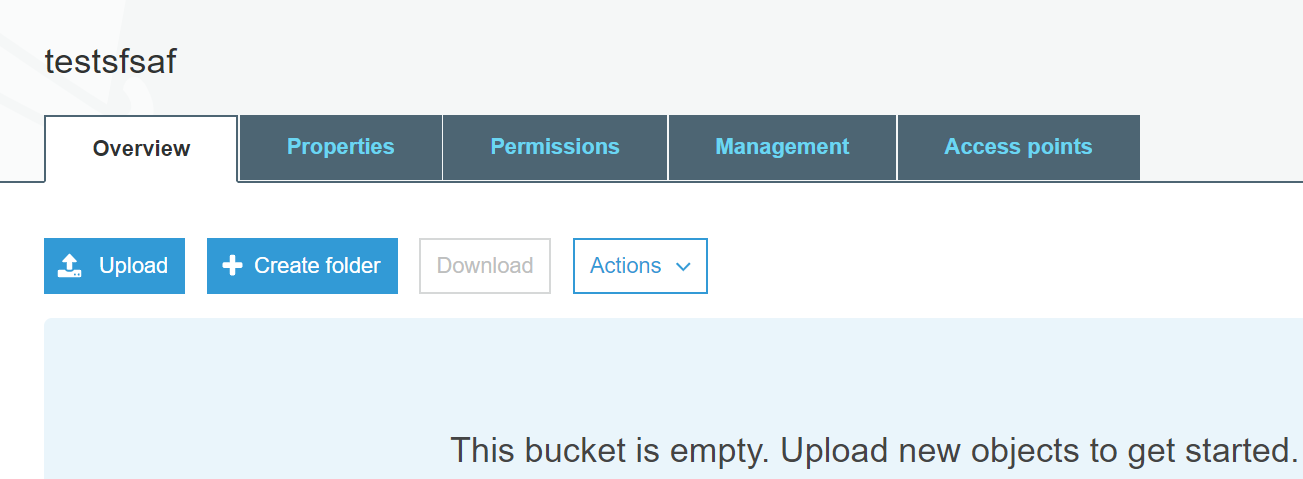 testsfsaf
Overview Properties Permissions Management Access points
Upload Create folder Download Actions
This bucket is empty. Upload new objects to get started.